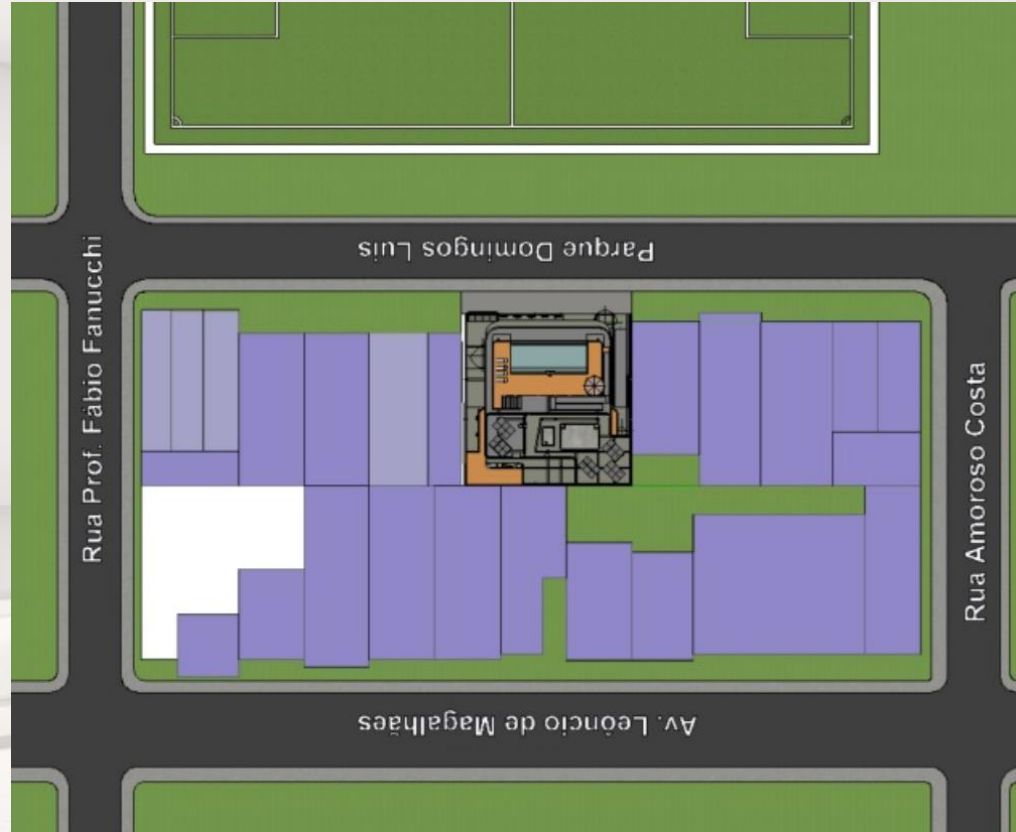 Parque Domingos Luis
Rua Prof. Fábio Fanucchi
Rua Amoroso Costa
Av. Leôncio de Magalhães